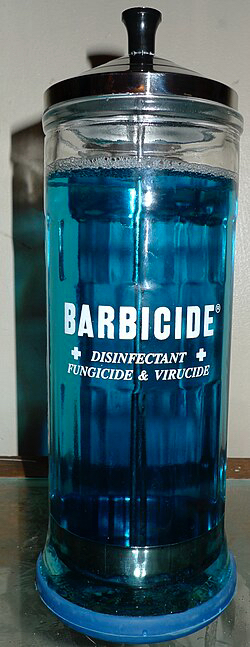 BARBICIDE®
✚ DISINFECTANT ✚
FUNGICIDE & VIRUCIDE